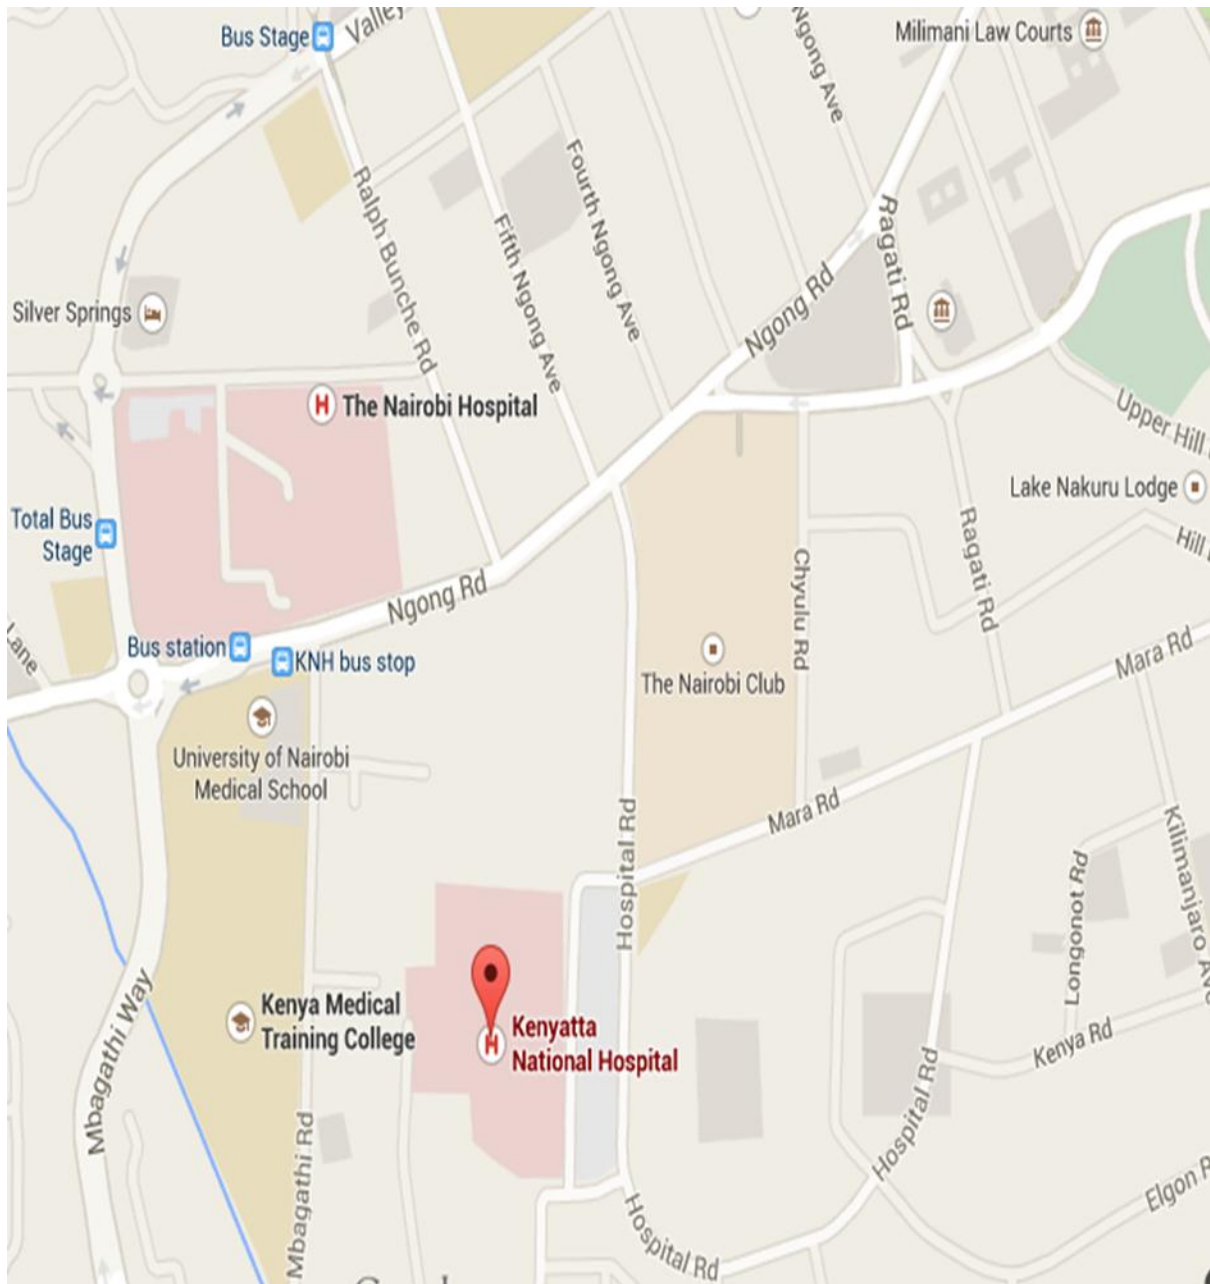 Bus Stage
Valley
Ngong Ave
Milimani Law Courts
Ralph Bunche Rd
Fifth Ngong Ave
Fourth Ngong Ave
Ragati Rd
Ngong Rd
Silver Springs
The Nairobi Hospital
Upper Hill
Lake Nakuru Lodge
Total Bus
Stage
Hill
Ragati Rd
Chyulu Rd
Ngong Rd
Lane
Bus station
KNH bus stop
The Nairobi Club
Mara Rd
University of Nairobi
Medical School
Mara Rd
Hospital Rd
Kilimanjaro Ave
Longonot Rd
Mbagathi Way
Kenya Medical
Training College
Kenyatta
National Hospital
Kenya Rd
Hospital Rd
Mbagathi Rd
Hospital Rd
Elgon R